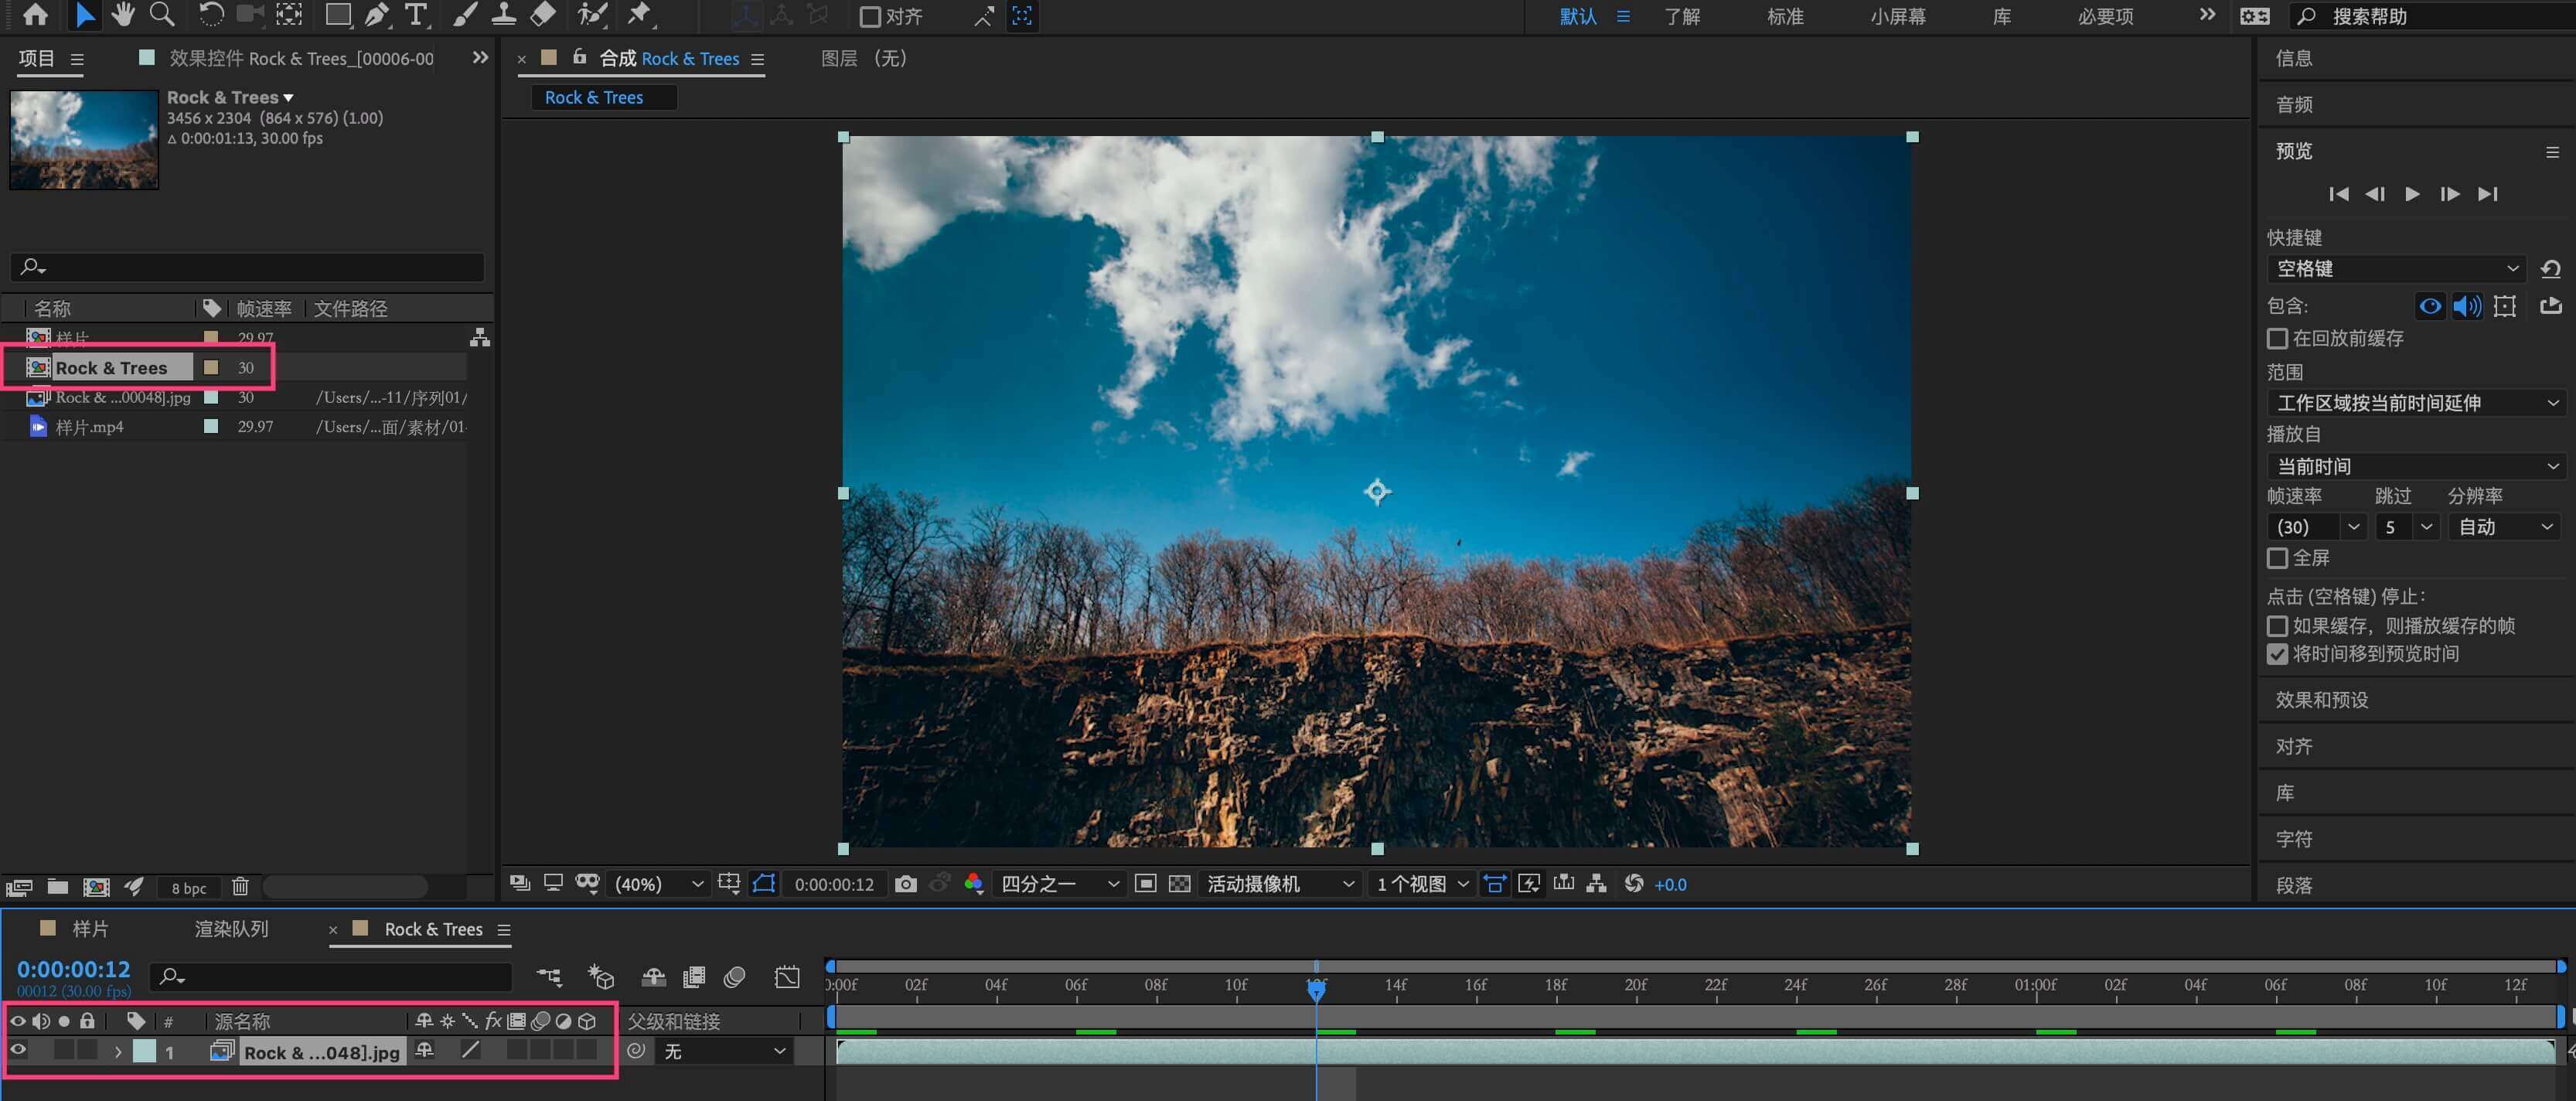 对齐
默认
了解
标准
小屏幕
库
必要项
搜索帮助
项目
效果控件 Rock & Trees_[00006-00
Rock & Trees
3456 x 2304 (864 x 576) (1.00)
Δ 0:00:01:13, 30.00 fps
名称
帧速率
文件路径
样片
29.97
Rock & Trees
30
Rock & ...00048].jpg
30
/Users/...-11/序列01/
样片.mp4
29.97
/Users/...面/素材/01-
8 bpc
合成 Rock & Trees
图层 (无)
Rock & Trees
(40%)
0:00:00:12
四分之一
活动摄像机
1个视图
+0.0
信息
音频
预览
快捷键
空格键
包含:
在回放前缓存
范围
工作区域按当前时间延伸
播放自
当前时间
帧速率 跳过 分辨率
(30) 5 自动
全屏
点击 (空格键) 停止:
如果缓存，则播放缓存的帧
将时间移到预览时间
效果和预设
对齐
库
字符
段落
样片
渲染队列
Rock & Trees
0:00:00:12
00012 (30.00 fps)
# 源名称 fx 父级和链接
1 Rock & ...048].jpg 无
0:00f 02f 04f 06f 08f 10f 12f 14f 16f 18f 20f 22f 24f 26f 28f 01:00f 02f 04f 06f 08f 10f 12f